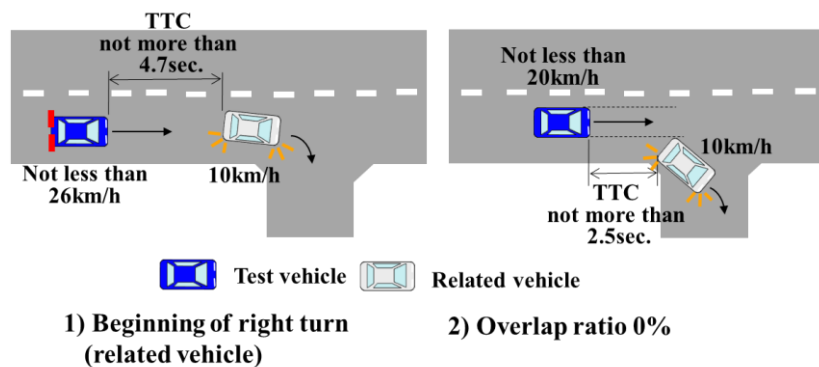 TTC
not more than
4.7sec.
Not less than
26km/h
10km/h
Not less than
20km/h
10km/h
TTC
not more than
2.5sec.
Test vehicle
Related vehicle
1) Beginning of right turn
(related vehicle)
2) Overlap ratio 0%